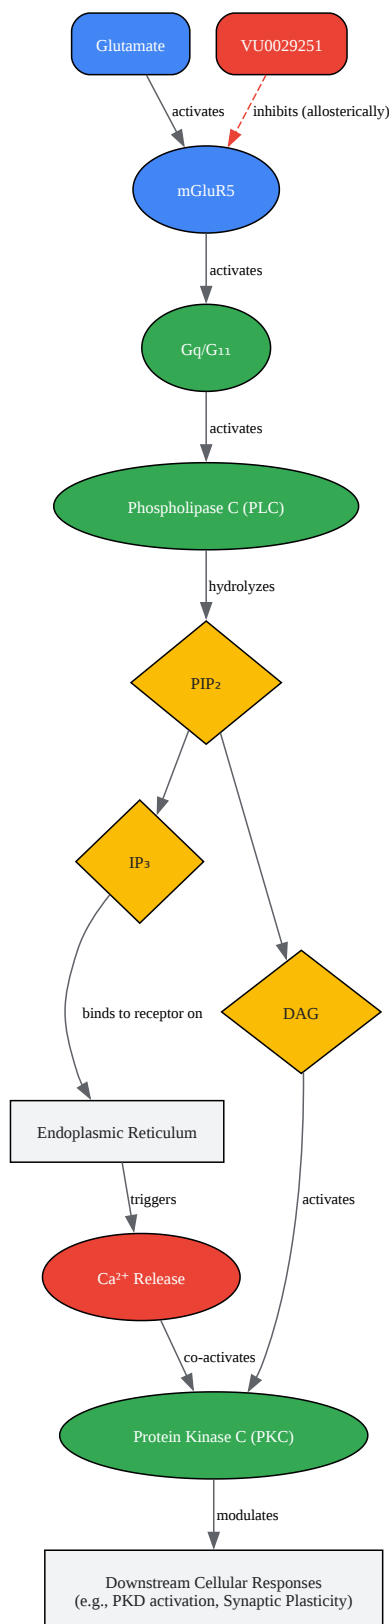 Glutamate
VU0029251
activates
inhibits (allosterically)
mGluR5
activates
Gq/G₁₁
activates
Phospholipase C (PLC)
hydrolyzes
PIP₂
IP₃
binds to receptor on
DAG
Endoplasmic Reticulum
triggers
activates
Ca²⁺ Release
co-activates
Protein Kinase C (PKC)
modulates
Downstream Cellular Responses
(e.g., PKD activation, Synaptic Plasticity)